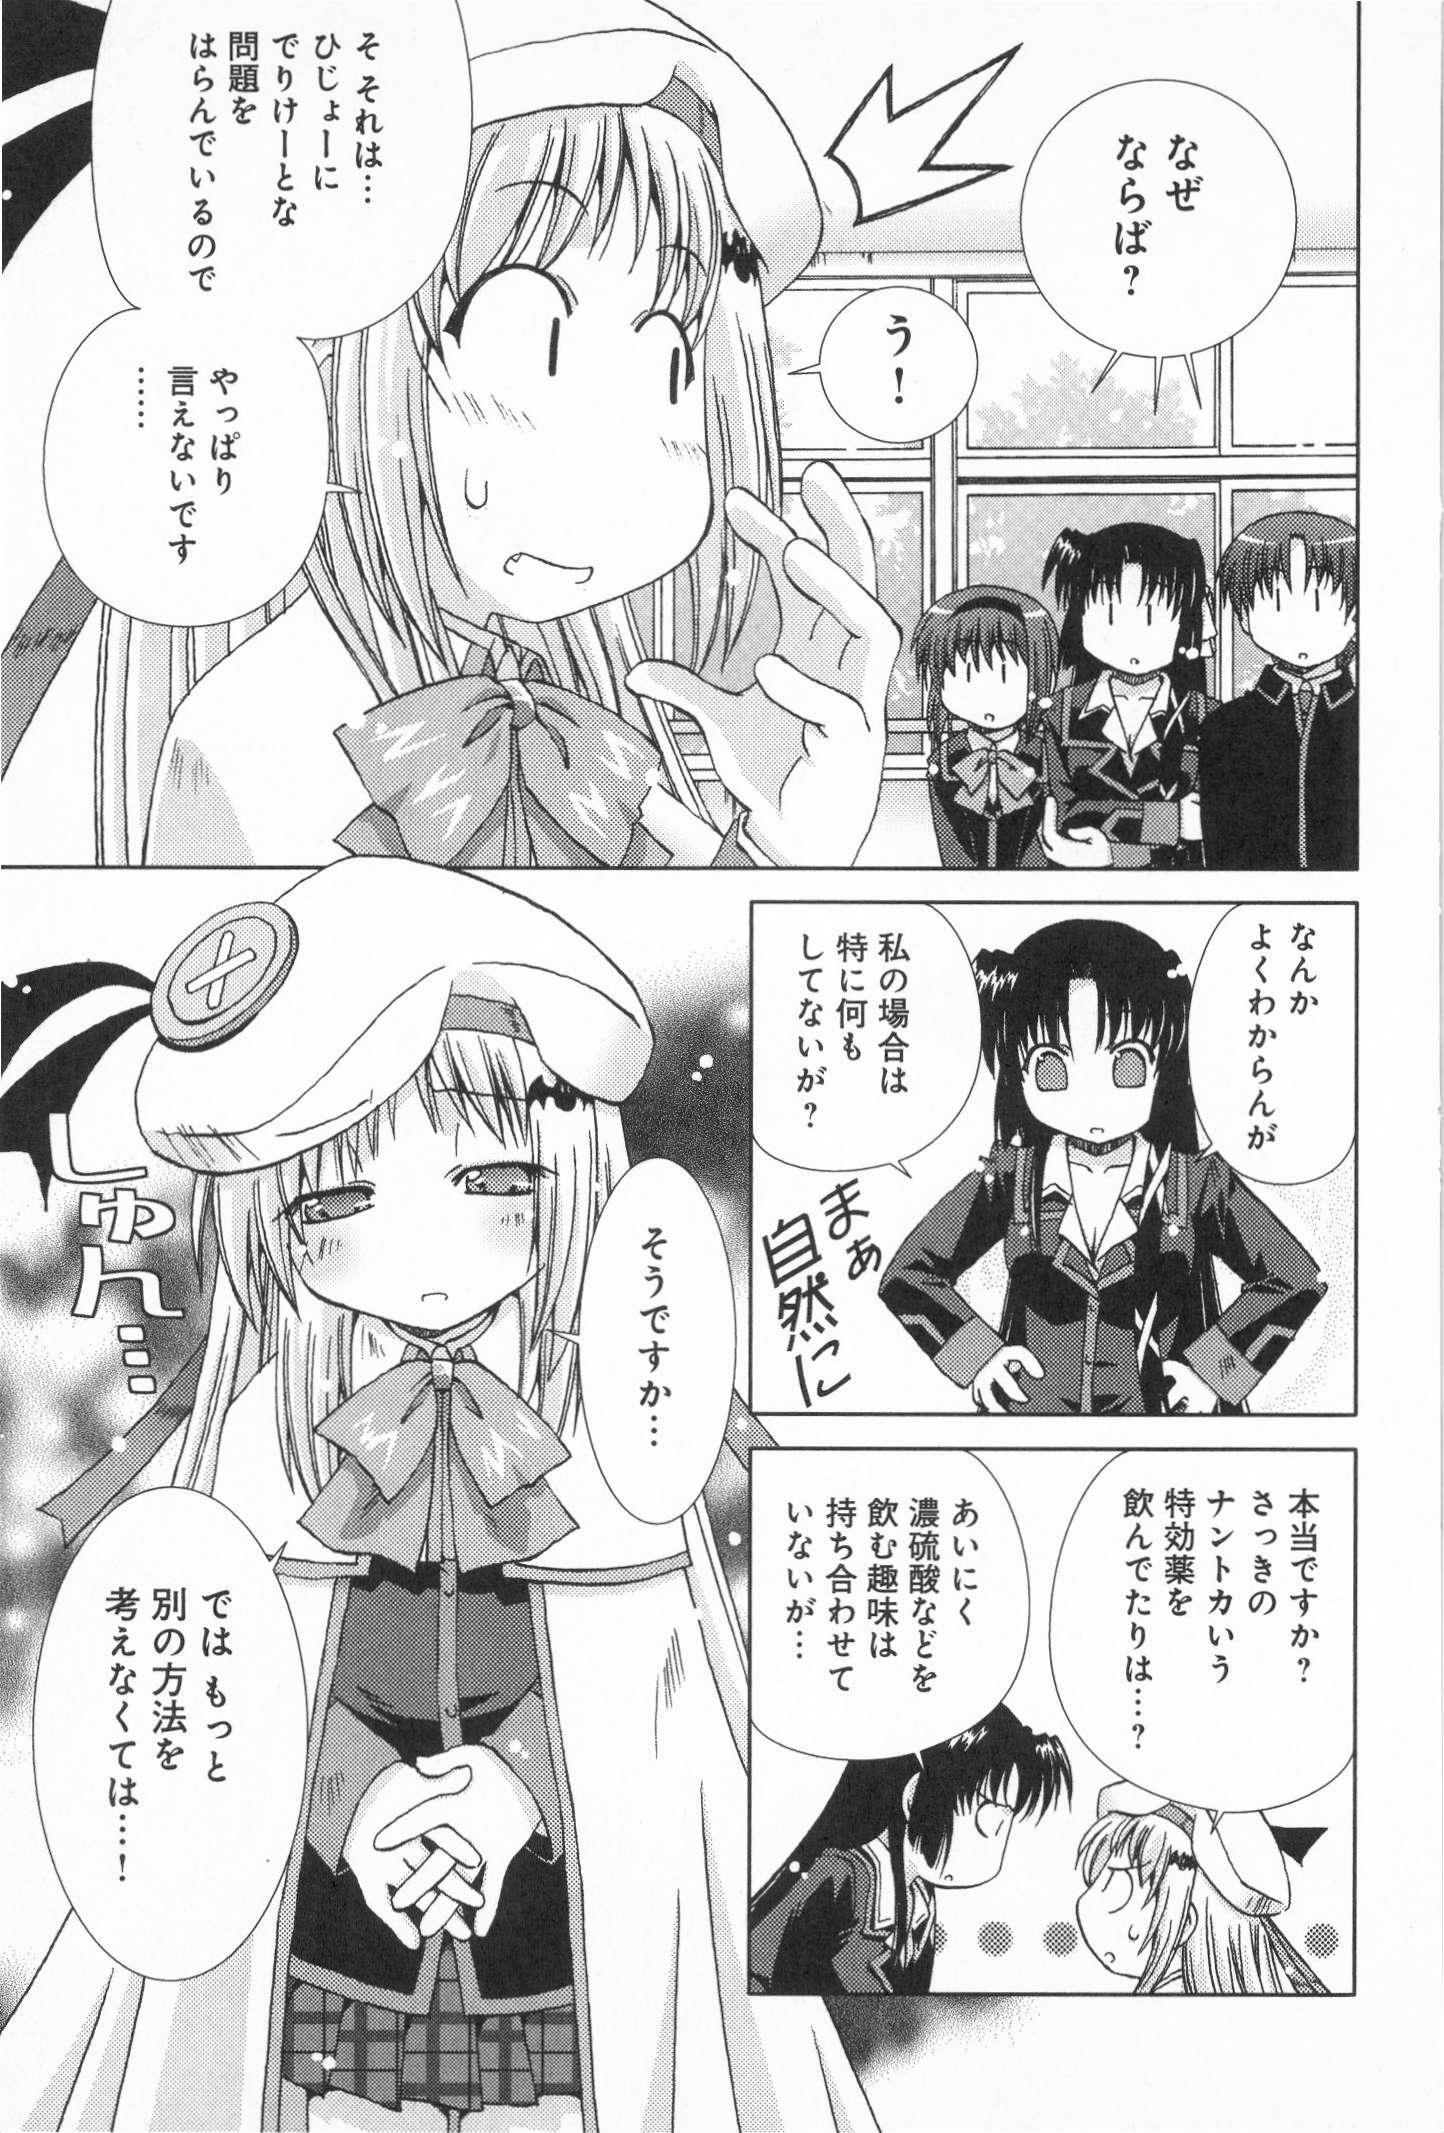 なぜ
ならば?
う!
そ それは…
ひじょーに
でりけーとな
問題を
はらんでいるので
やっぱり
言えないです
……
なんか
よくわからんが
私の場合は
特に何も
してないが?
まぁ
自然に
本当ですか?
さっきの
ナントカいう
特効薬を
飲んでたりは…?
あいにく
濃硫酸などを
飲む趣味は
持ち合わせて
いないが…
そうですか…
しゅん…
では もっと
別の方法を
考えなくては…!